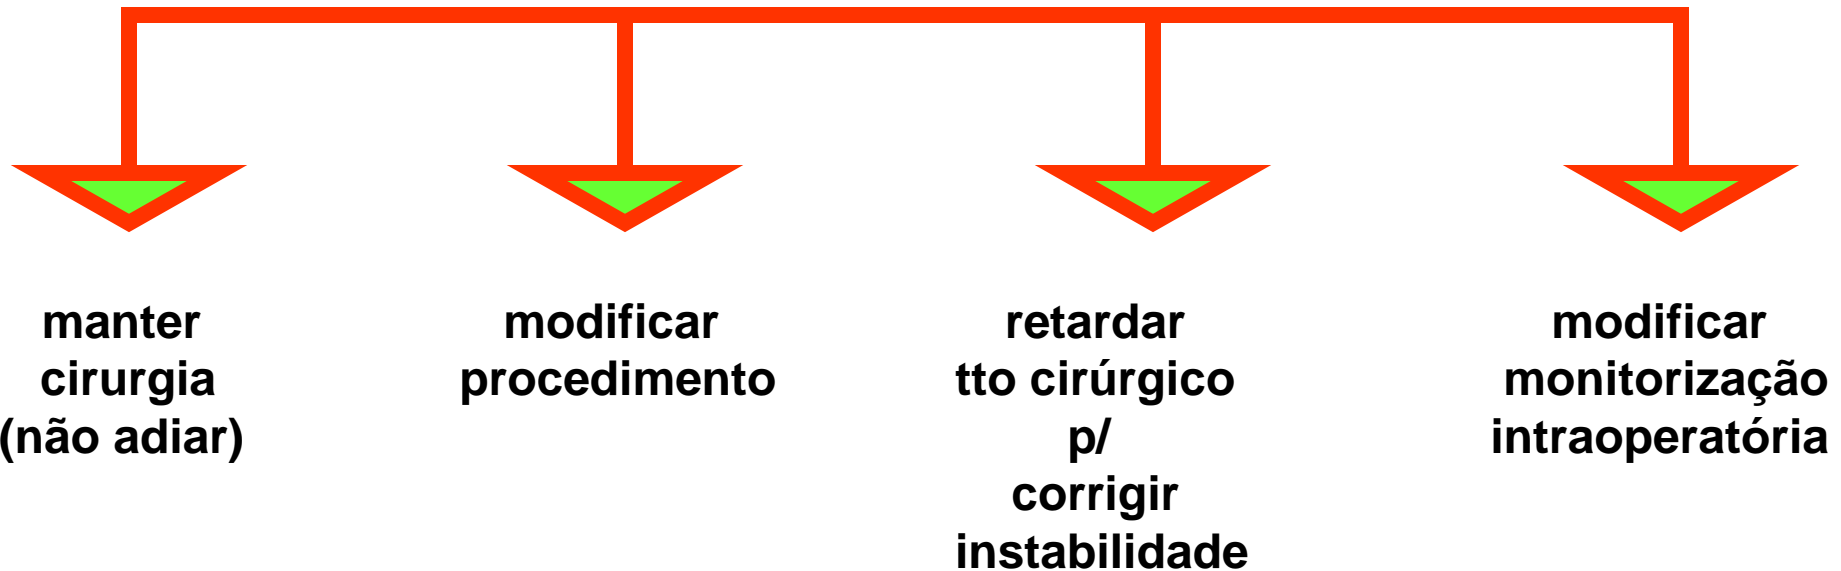 manter
cirurgia
(não adiar)
modificar
procedimento
retardar
tto cirúrgico
p/
corrigir
instabilidade
modificar
monitorização
intraoperatória